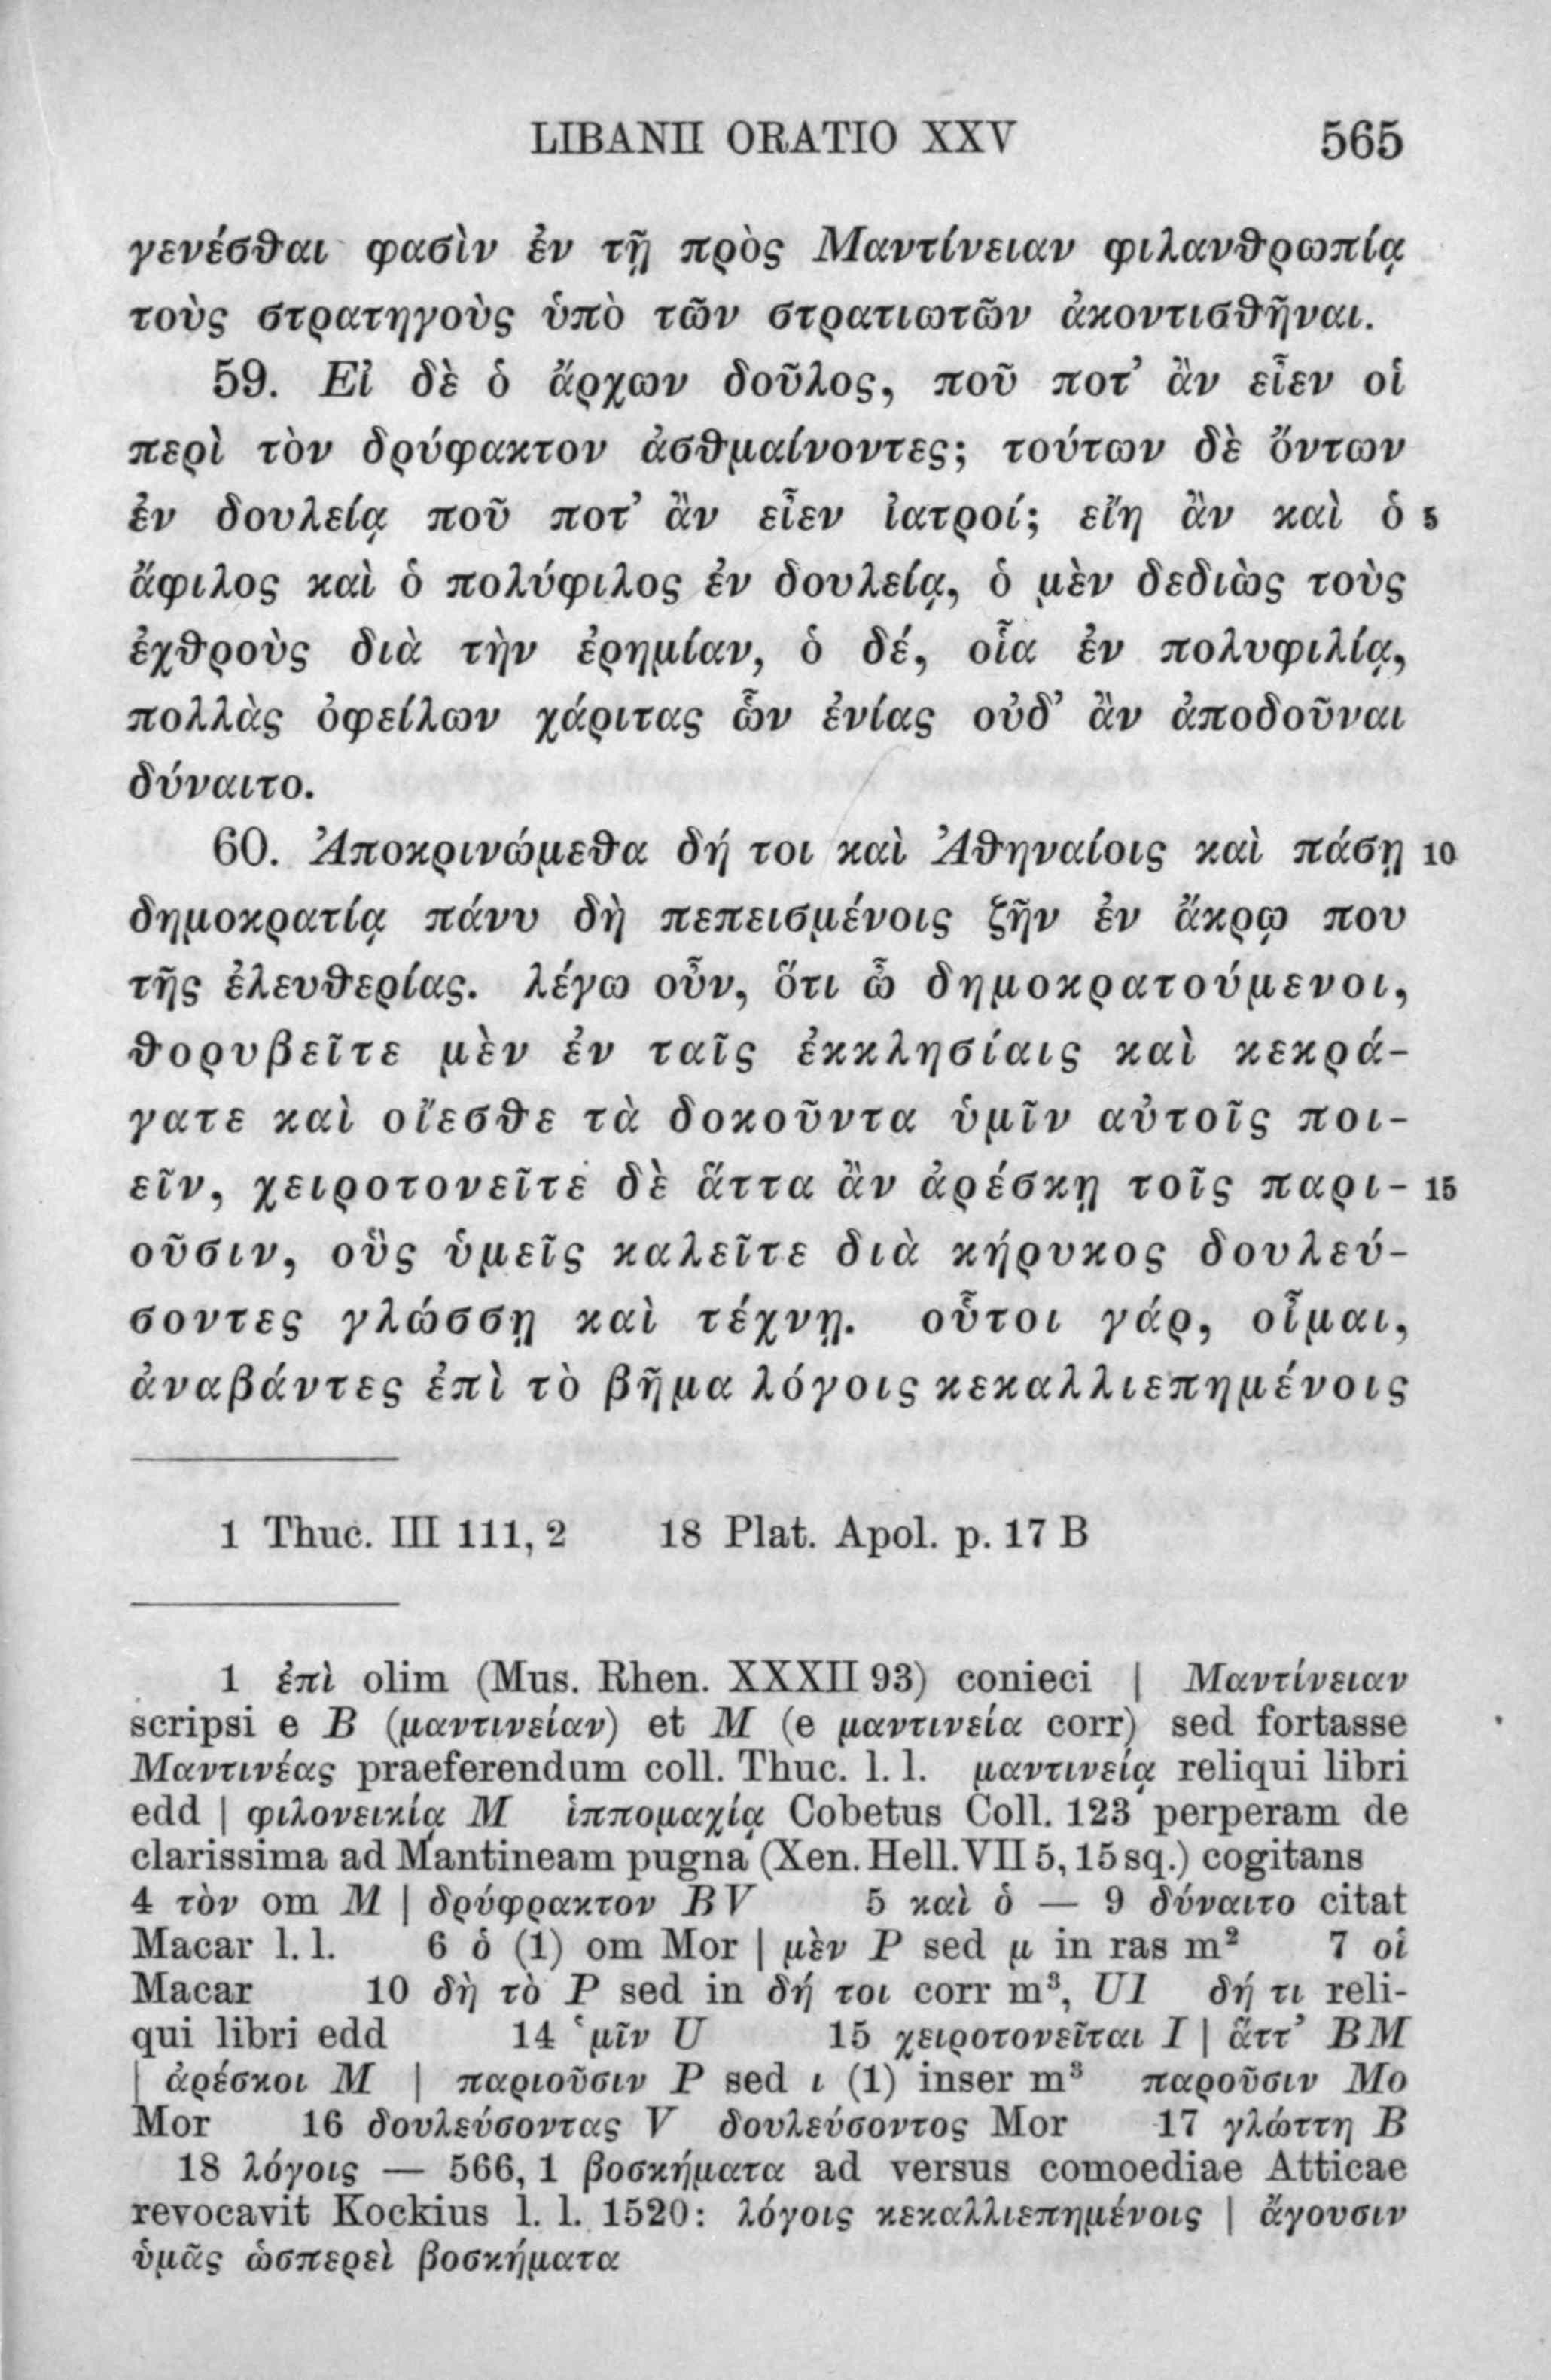 LIBANII ORATIO XXV 565
γενέσθαι φασὶν ἐν τῇ πρὸς Μαντίνειαν φιλανθρωπίᾳ
τοὺς στρατηγοὺς ὑπὸ τῶν στρατιωτῶν ἀκοντισθῆναι.
59. Εἰ δὲ ὁ ἄρχων δοῦλος, ποῦ ποτ’ ἂν εἶεν οἱ
περὶ τὸν δρύφακτον ἀσθμαίνοντες; τούτων δὲ ὄντων
ἐν δουλείᾳ ποῦ ποτ’ ἂν εἶεν ἰατροί; εἴη ἂν καὶ ὁ 5
ἄφιλος καὶ ὁ πολύφιλος ἐν δουλείᾳ, ὁ μὲν δεδιὼς τοὺς
ἐχθροὺς διὰ τὴν ἐρημίαν, ὁ δέ, οἷα ἐν πολυφιλίᾳ,
πολλὰς ὀφείλων χάριτας ὧν ἐνίας οὐδ’ ἂν ἀποδοῦναι
δύναιτο.
60. Ἀποκρινώμεθα δή τοι καὶ Ἀθηναίοις καὶ πάσῃ 10
δημοκρατίᾳ πάνυ δὴ πεπεισμένοις ζῆν ἐν ἄκρῳ που
τῆς ἐλευθερίας. λέγω οὖν, ὅτι ὦ δημοκρατούμενοι,
θορυβεῖτε μὲν ἐν ταῖς ἐκκλησίαις καὶ κεκρά-
γατε καὶ οἴεσθε τὰ δοκοῦντα ὑμῖν αὐτοῖς ποι-
εῖν, χειροτονεῖτε δὲ ἅττα ἂν ἀρέσκῃ τοῖς παρι- 15
οῦσιν, οὓς ὑμεῖς καλεῖτε διὰ κήρυκος δουλεύ-
σοντες γλώσσῃ καὶ τέχνῃ. οὗτοι γάρ, οἶμαι,
ἀναβάντες ἐπὶ τὸ βῆμα λόγοις κεκαλλιεπημένοις
1 Thuc. III 111, 2 18 Plat. Apol. p. 17 B
1 ἐπὶ olim (Mus. Rhen. XXXII 93) conieci | Μαντίνειαν
scripsi e B (μαντινείαν) et M (e μαντινεία corr) sed fortasse
Μαντινέας praeferendum coll. Thuc. l. l. μαντινείᾳ reliqui libri
edd | φιλονεικίᾳ M ἱππομαχίᾳ Cobetus Coll. 123 perperam de
clarissima ad Mantineam pugna (Xen. Hell. VII 5, 15 sq.) cogitans
4 τὸν om M | δρύφρακτον BV 5 καὶ ὁ — 9 δύναιτο citat
Macar l. l. 6 ὁ (1) om Mor | μὲν P sed μ in ras m² 7 οἱ
Macar 10 δὴ τὸ P sed in δή τοι corr m³, UI δή τι reli-
qui libri edd 14 ῾μῖν U 15 χειροτονεῖται I | ἅττ’ BM
| ἀρέσκοι M | παριοῦσιν P sed ι (1) inser m³ παροῦσιν Mo
Mor 16 δουλεύσοντας V δουλεύσοντος Mor 17 γλώττη B
18 λόγοις — 566, 1 βοσκήματα ad versus comoediae Atticae
revocavit Kockius l. l. 1520: λόγοις κεκαλλιεπημένοις | ἄγουσιν
ὑμᾶς ὡσπερεὶ βοσκήματα